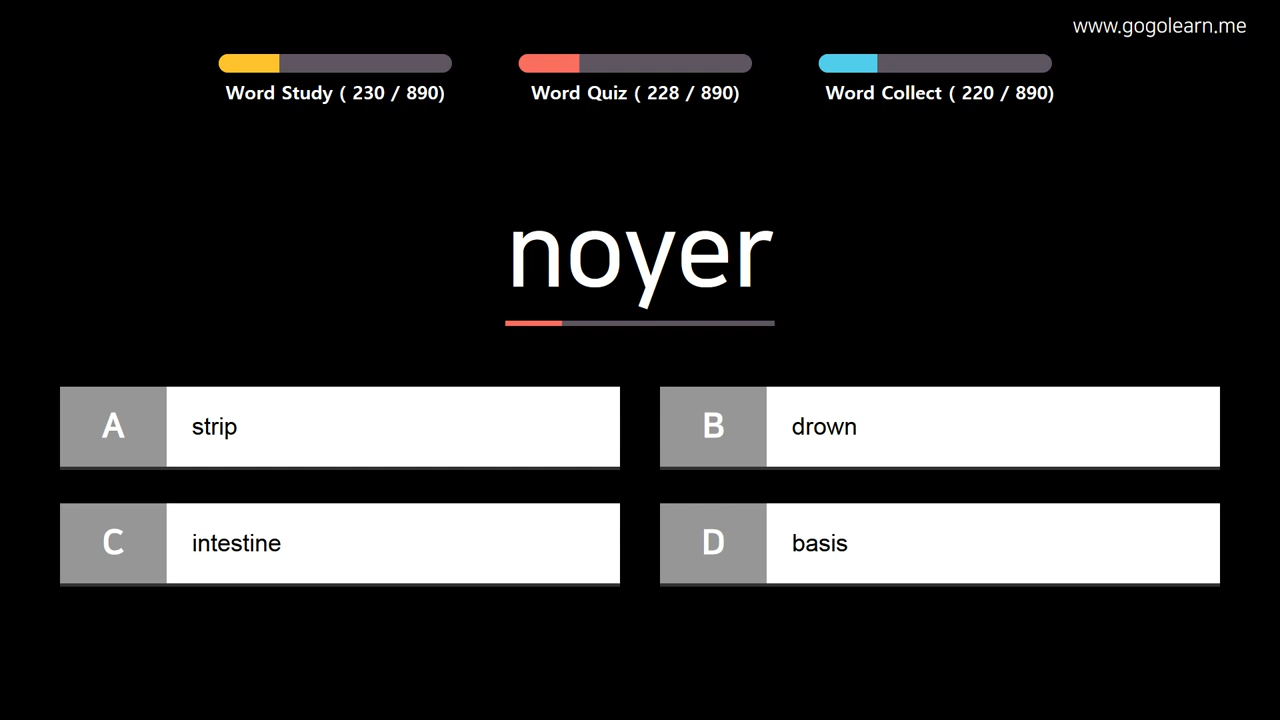 www.gogolearn.me
Word Study ( 230 / 890)
Word Quiz ( 228 / 890)
Word Collect ( 220 / 890)
noyer
A strip
B drown
C intestine
D basis